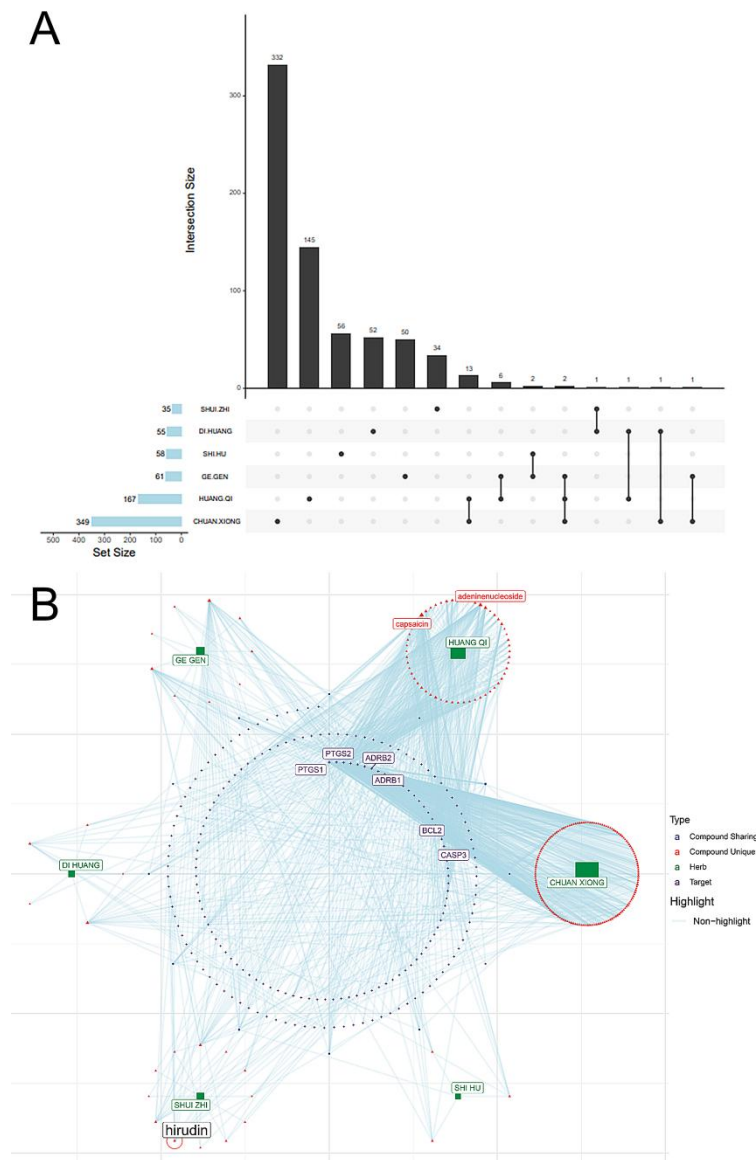 A
332
145
56
52
50
34
13
6
2
2
1
1
1
1
300
200
100
0
Intersection Size
35 SHUI.ZHI
55 DI.HUANG
58 SHI.HU
61 GE.GEN
167 HUANG.QI
349 CHUAN.XIONG
500 400 300 200 100 0
Set Size
B
adeninenucleoside
capsaicin
HUANG QI
GE GEN
PTGS2
ADRB2
PTGS1
ADRB1
BCL2
CASP3
DI HUANG
CHUAN XIONG
Type
a Compound Sharing
a Compound Unique
a Herb
a Target
Highlight
Non-highlight
SHI HU
SHUI ZHI
hirudin